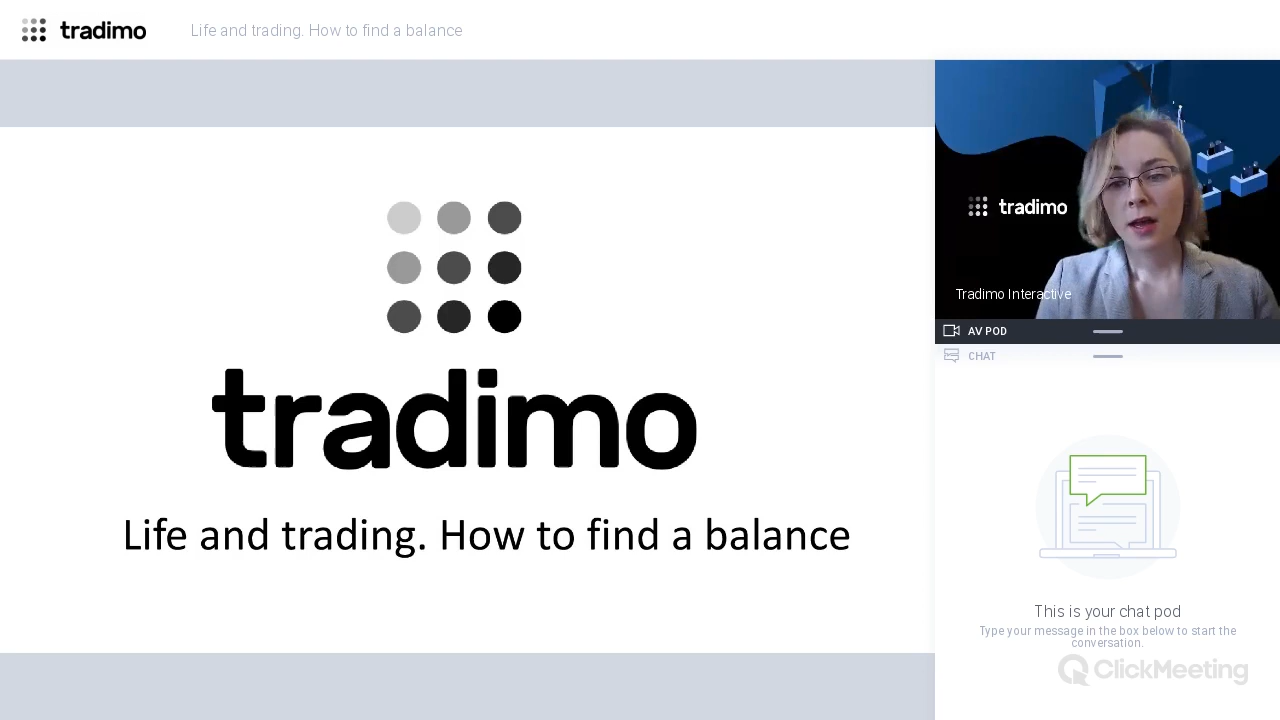 tradimo
Life and trading. How to find a balance
tradimo
Life and trading. How to find a balance
tradimo
Tradimo Interactive
AV POD
CHAT
This is your chat pod
Type your message in the box below to start the
conversation.
ClickMeeting